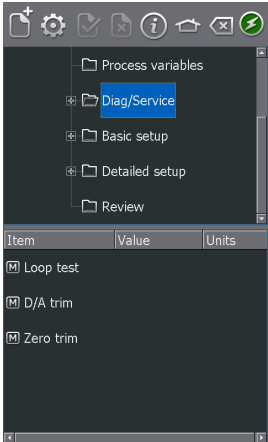 Process variables
Diag/Service
Basic setup
Detailed setup
Review
Item Value Units
M Loop test
M D/A trim
M Zero trim